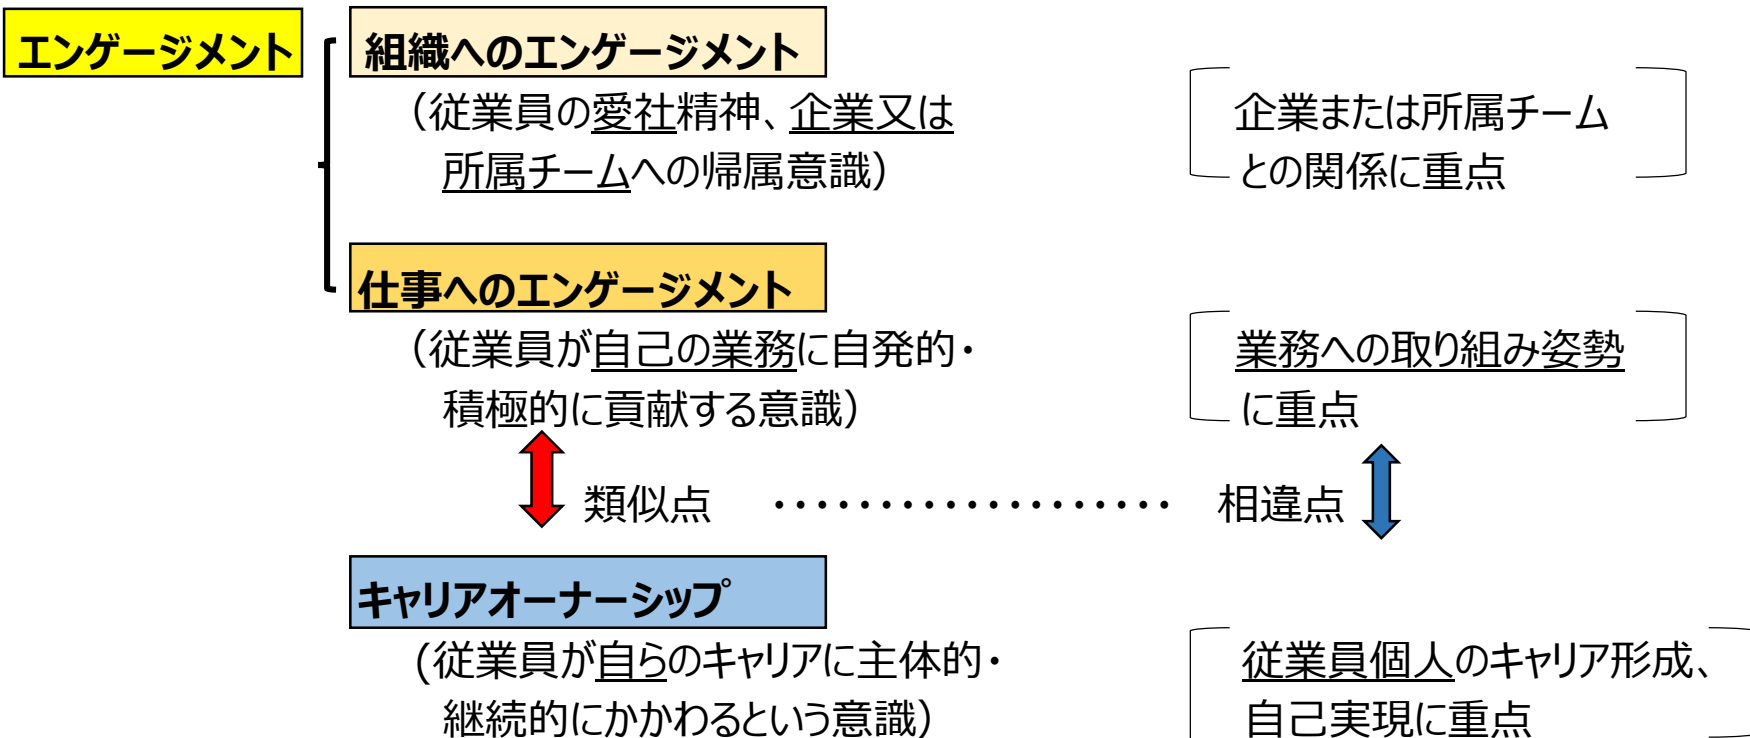 エンゲージメント
組織へのエンゲージメント
（従業員の愛社精神、企業又は
所属チームへの帰属意識）
企業または所属チーム
との関係に重点
仕事へのエンゲージメント
（従業員が自己の業務に自発的・
積極的に貢献する意識）
業務への取り組み姿勢
に重点
類似点 ・・・・・・・・・・・・・・・・・・・ 相違点
キャリアオーナーシップ
(従業員が自らのキャリアに主体的・
継続的にかかわるという意識）
従業員個人のキャリア形成、
自己実現に重点